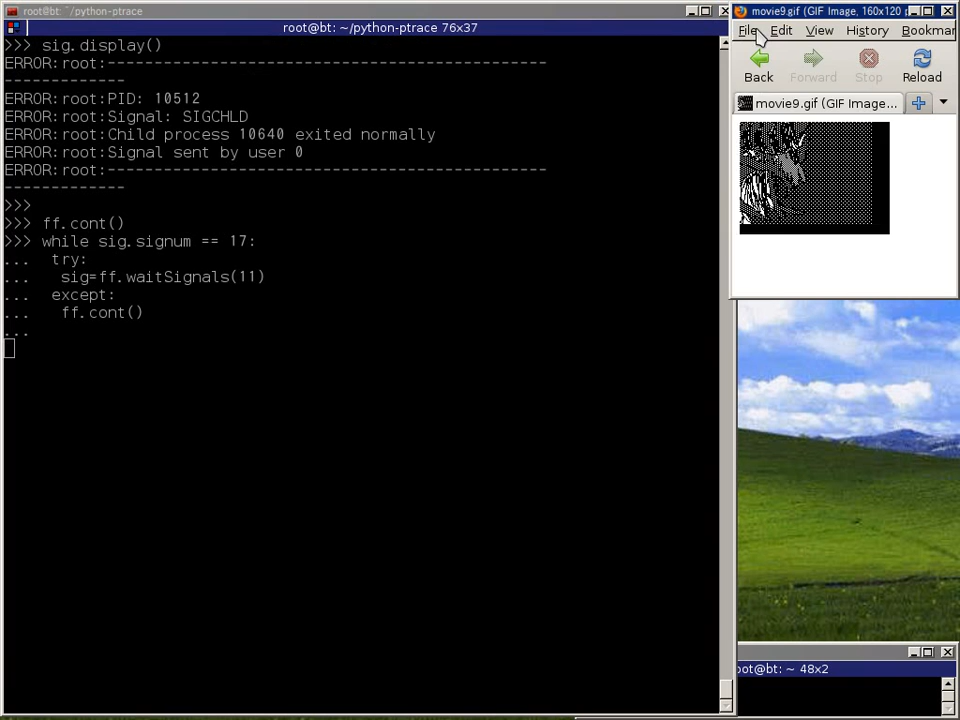 root@bt: ~/python-ptrace
root@bt: ~/python-ptrace 76x37
>>> sig.display()
ERROR:root:-----------------------------------------------
-------------
ERROR:root:PID: 10512
ERROR:root:Signal: SIGCHLD
ERROR:root:Child process 10640 exited normally
ERROR:root:Signal sent by user 0
ERROR:root:-----------------------------------------------
-------------
>>>
>>> ff.cont()
>>> while sig.signum == 17:
...  try:
...   sig=ff.waitSignals(11)
...  except:
...   ff.cont()
...
movie9.gif (GIF Image, 160x120 p
File Edit View History Bookmar
Back Forward Stop Reload
movie9.gif (GIF Image...
oot@bt: ~ 48x2